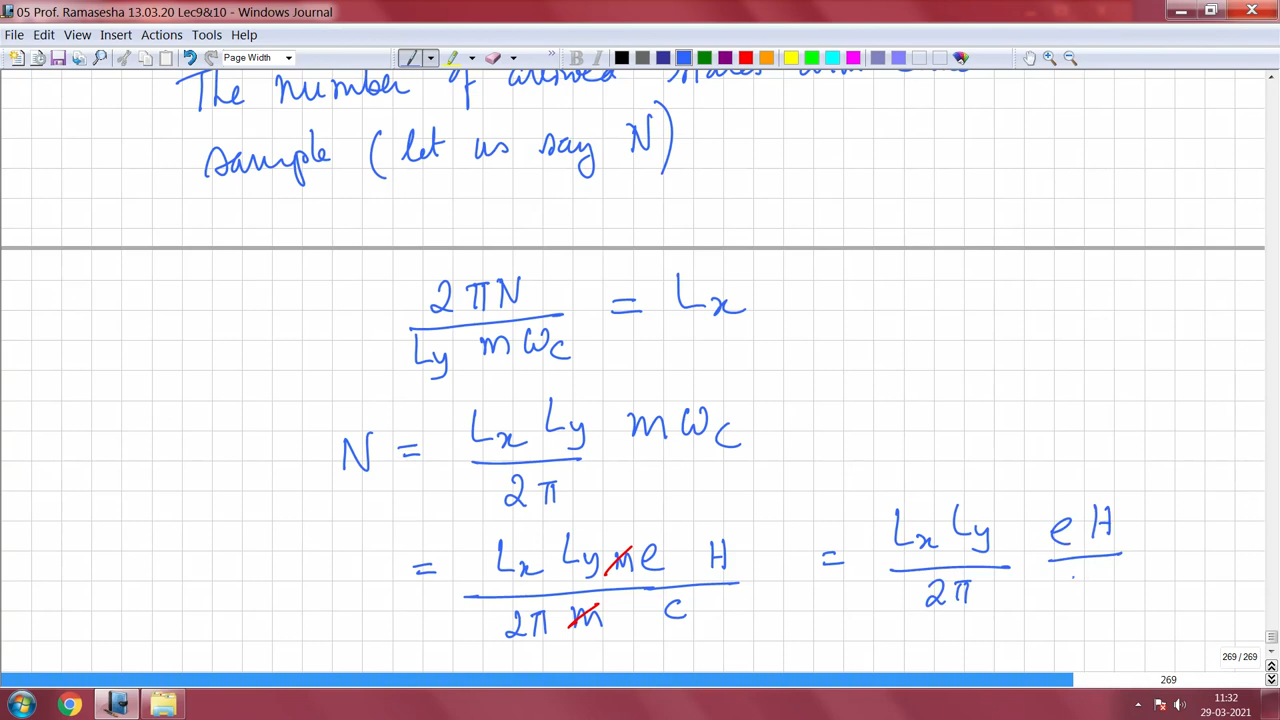 05 Prof. Ramasesha 13.03.20 Lec9&10 - Windows Journal
File Edit View Insert Actions Tools Help
Page Width
The number of allowed states
sample (let us say N)
2πN / Ly m ωc = Lx
N = Lx Ly / 2π m ωc
= Lx Ly m e H / 2π m c = Lx Ly / 2π e H
269 / 269
269
11:32
29-03-2021